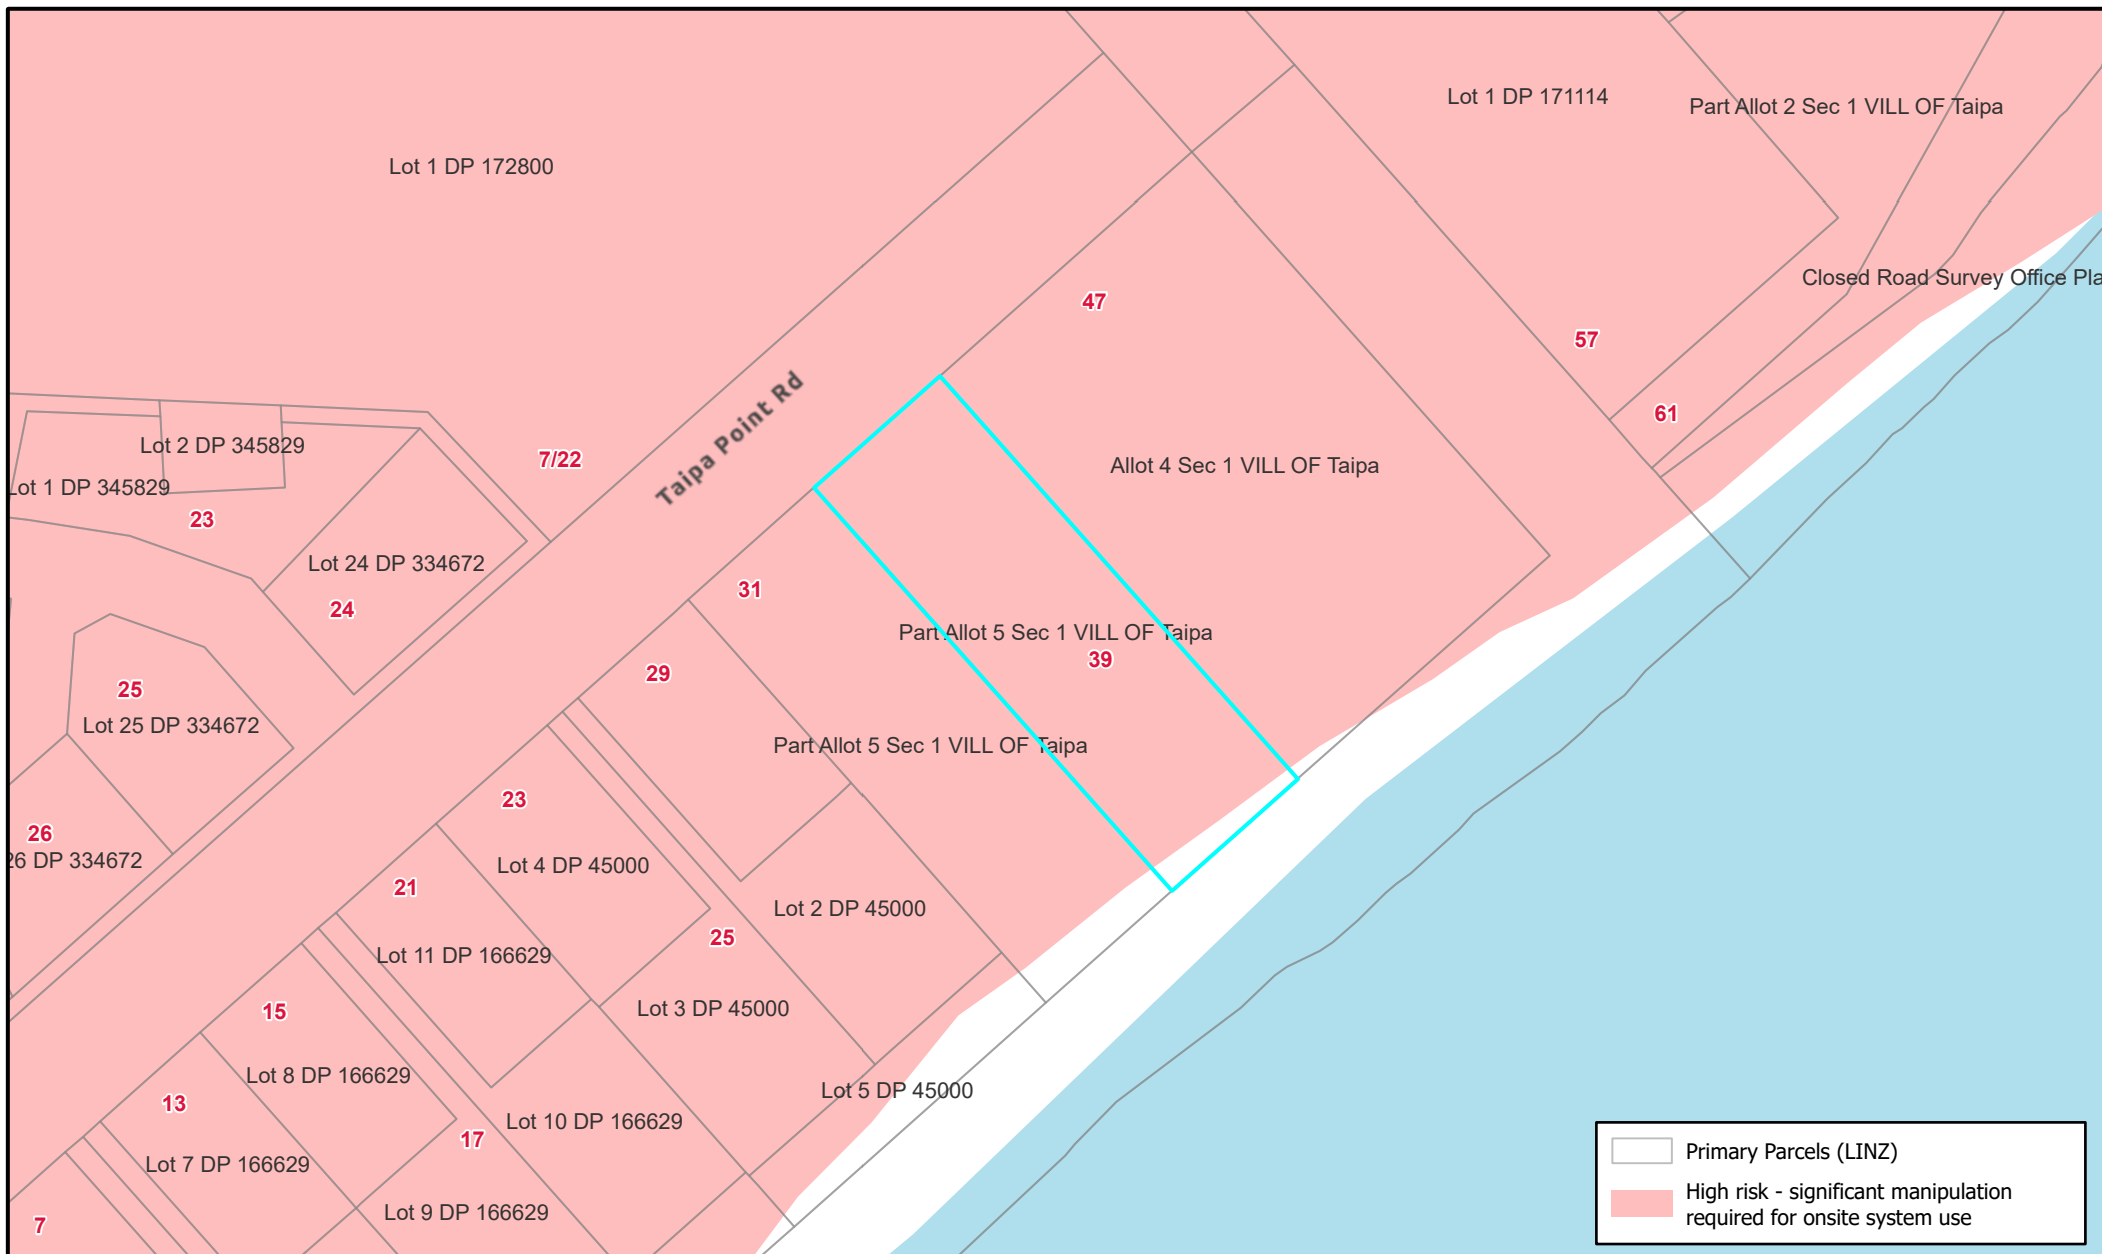 Lot 1 DP 171114
Part Allot 2 Sec 1 VILL OF Taipa
Lot 1 DP 172800
Closed Road Survey Office Pla
47
57
Taipa Point Rd
61
Lot 2 DP 345829
7/22
Allot 4 Sec 1 VILL OF Taipa
Lot 1 DP 345829
23
Lot 24 DP 334672
24
31
Part Allot 5 Sec 1 VILL OF Taipa
39
29
25
Lot 25 DP 334672
Part Allot 5 Sec 1 VILL OF Taipa
23
26
26 DP 334672
Lot 4 DP 45000
21
Lot 2 DP 45000
25
Lot 11 DP 166629
Lot 3 DP 45000
15
Lot 8 DP 166629
Lot 5 DP 45000
13
Lot 10 DP 166629
17
Lot 7 DP 166629
Lot 9 DP 166629
7
Primary Parcels (LINZ)
High risk - significant manipulation
required for onsite system use